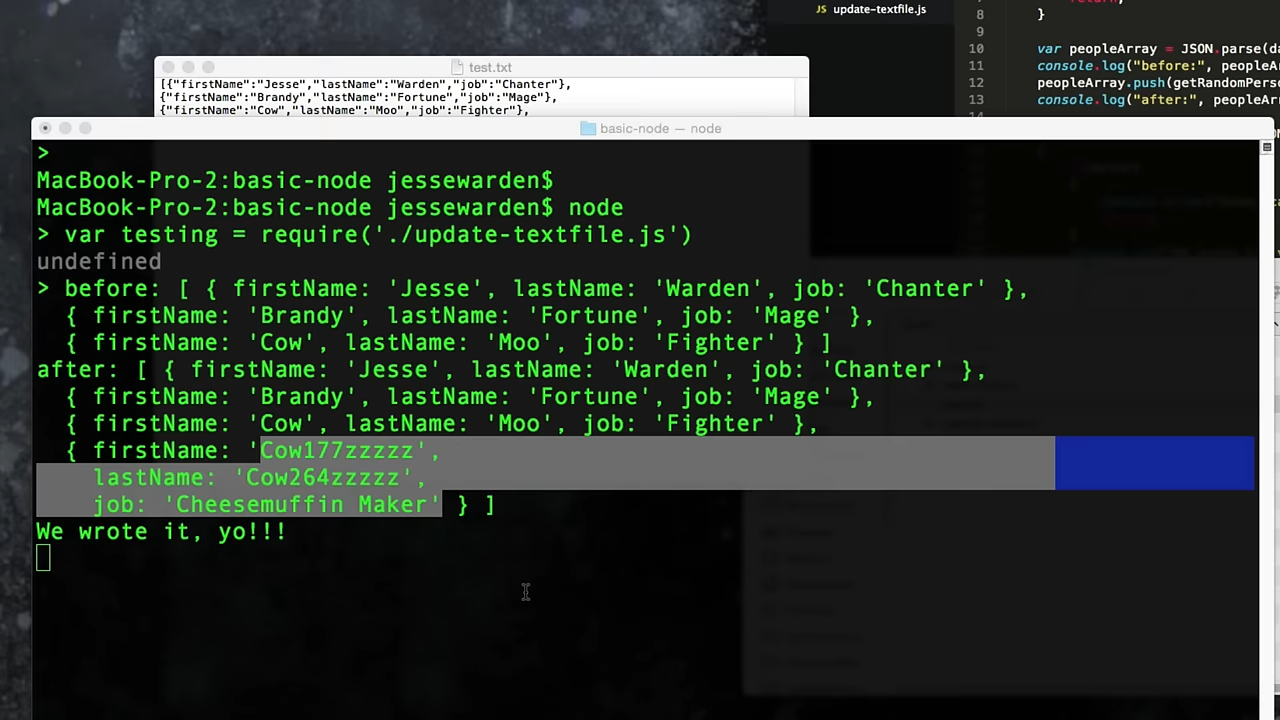 update-textfile.js
8 }
9
10 var peopleArray = JSON.parse(
11 console.log("before:",
12 peopleArray.push(
13 console.log("after:",
test.txt
[{"firstName":"Jesse","lastName":"Warden","job":"Chanter"},
{"firstName":"Brandy","lastName":"Fortune","job":"Mage"},
{"firstName":"Cow","lastName":"Moo","job":"Fighter"},
basic-node — node
>
MacBook-Pro-2:basic-node jessewarden$
MacBook-Pro-2:basic-node jessewarden$ node
> var testing = require('./update-textfile.js')
undefined
> before: [ { firstName: 'Jesse', lastName: 'Warden', job: 'Chanter' },
{ firstName: 'Brandy', lastName: 'Fortune', job: 'Mage' },
{ firstName: 'Cow', lastName: 'Moo', job: 'Fighter' } ]
after: [ { firstName: 'Jesse', lastName: 'Warden', job: 'Chanter' },
{ firstName: 'Brandy', lastName: 'Fortune', job: 'Mage' },
{ firstName: 'Cow', lastName: 'Moo', job: 'Fighter' },
{ firstName: 'Cow177zzzzz',
lastName: 'Cow264zzzzz',
job: 'Cheesemuffin Maker' } ]
We wrote it, yo!!!